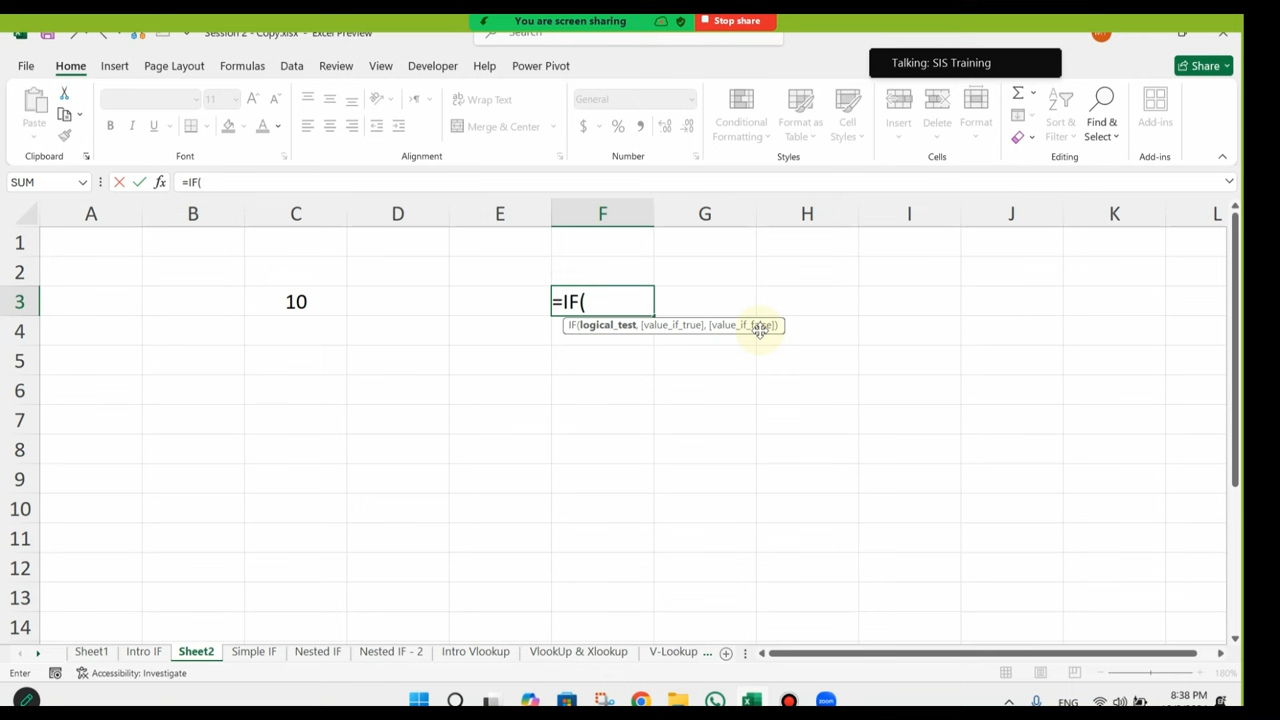 You are screen sharing
Stop share
Session 2 - Copy.xlsx - Excel Preview
Search
Talking: SIS Training
File Home Insert Page Layout Formulas Data Review View Developer Help Power Pivot
Share
Paste
11
Wrap Text
Merge & Center
General
Conditional Formatting
Format as Table
Cell Styles
Insert
Delete
Format
Sort & Filter
Find & Select
Add-ins
Clipboard
Font
Alignment
Number
Styles
Cells
Editing
Add-ins
SUM
=IF(
A B C D E F G H I J K L
1
2
3 10 =IF(
IF(logical_test, [value_if_true], [value_if_false])
4
5
6
7
8
9
10
11
12
13
14
Sheet1 Intro IF Sheet2 Simple IF Nested IF Nested IF - 2 Intro Vlookup VlookUp & Xlookup V-Lookup ...
Enter
Accessibility: Investigate
180%
ENG
8:38 PM